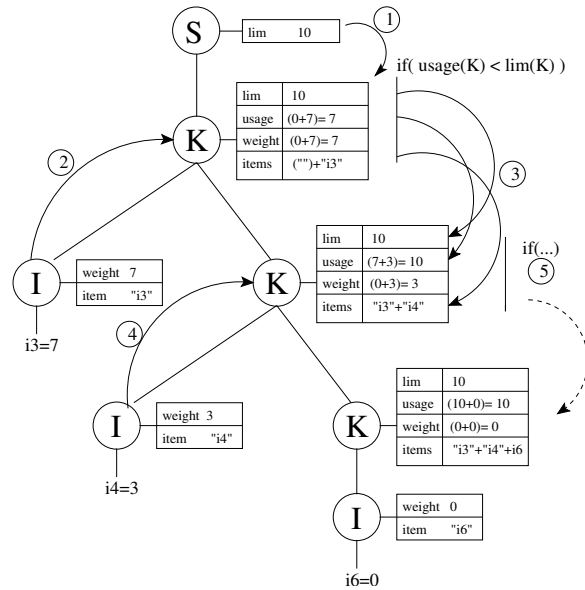 S
lim 10
1
if( usage(K) < lim(K) )
K
lim 10
usage (0+7)= 7
weight (0+7)= 7
items ("")+"i3"
2
3
I
weight 7
item "i3"
i3=7
K
lim 10
usage (7+3)= 10
weight (0+3)= 3
items "i3"+"i4"
if(...)
5
4
I
weight 3
item "i4"
i4=3
K
lim 10
usage (10+0)= 10
weight (0+0)= 0
items "i3"+"i4"+i6
I
weight 0
item "i6"
i6=0